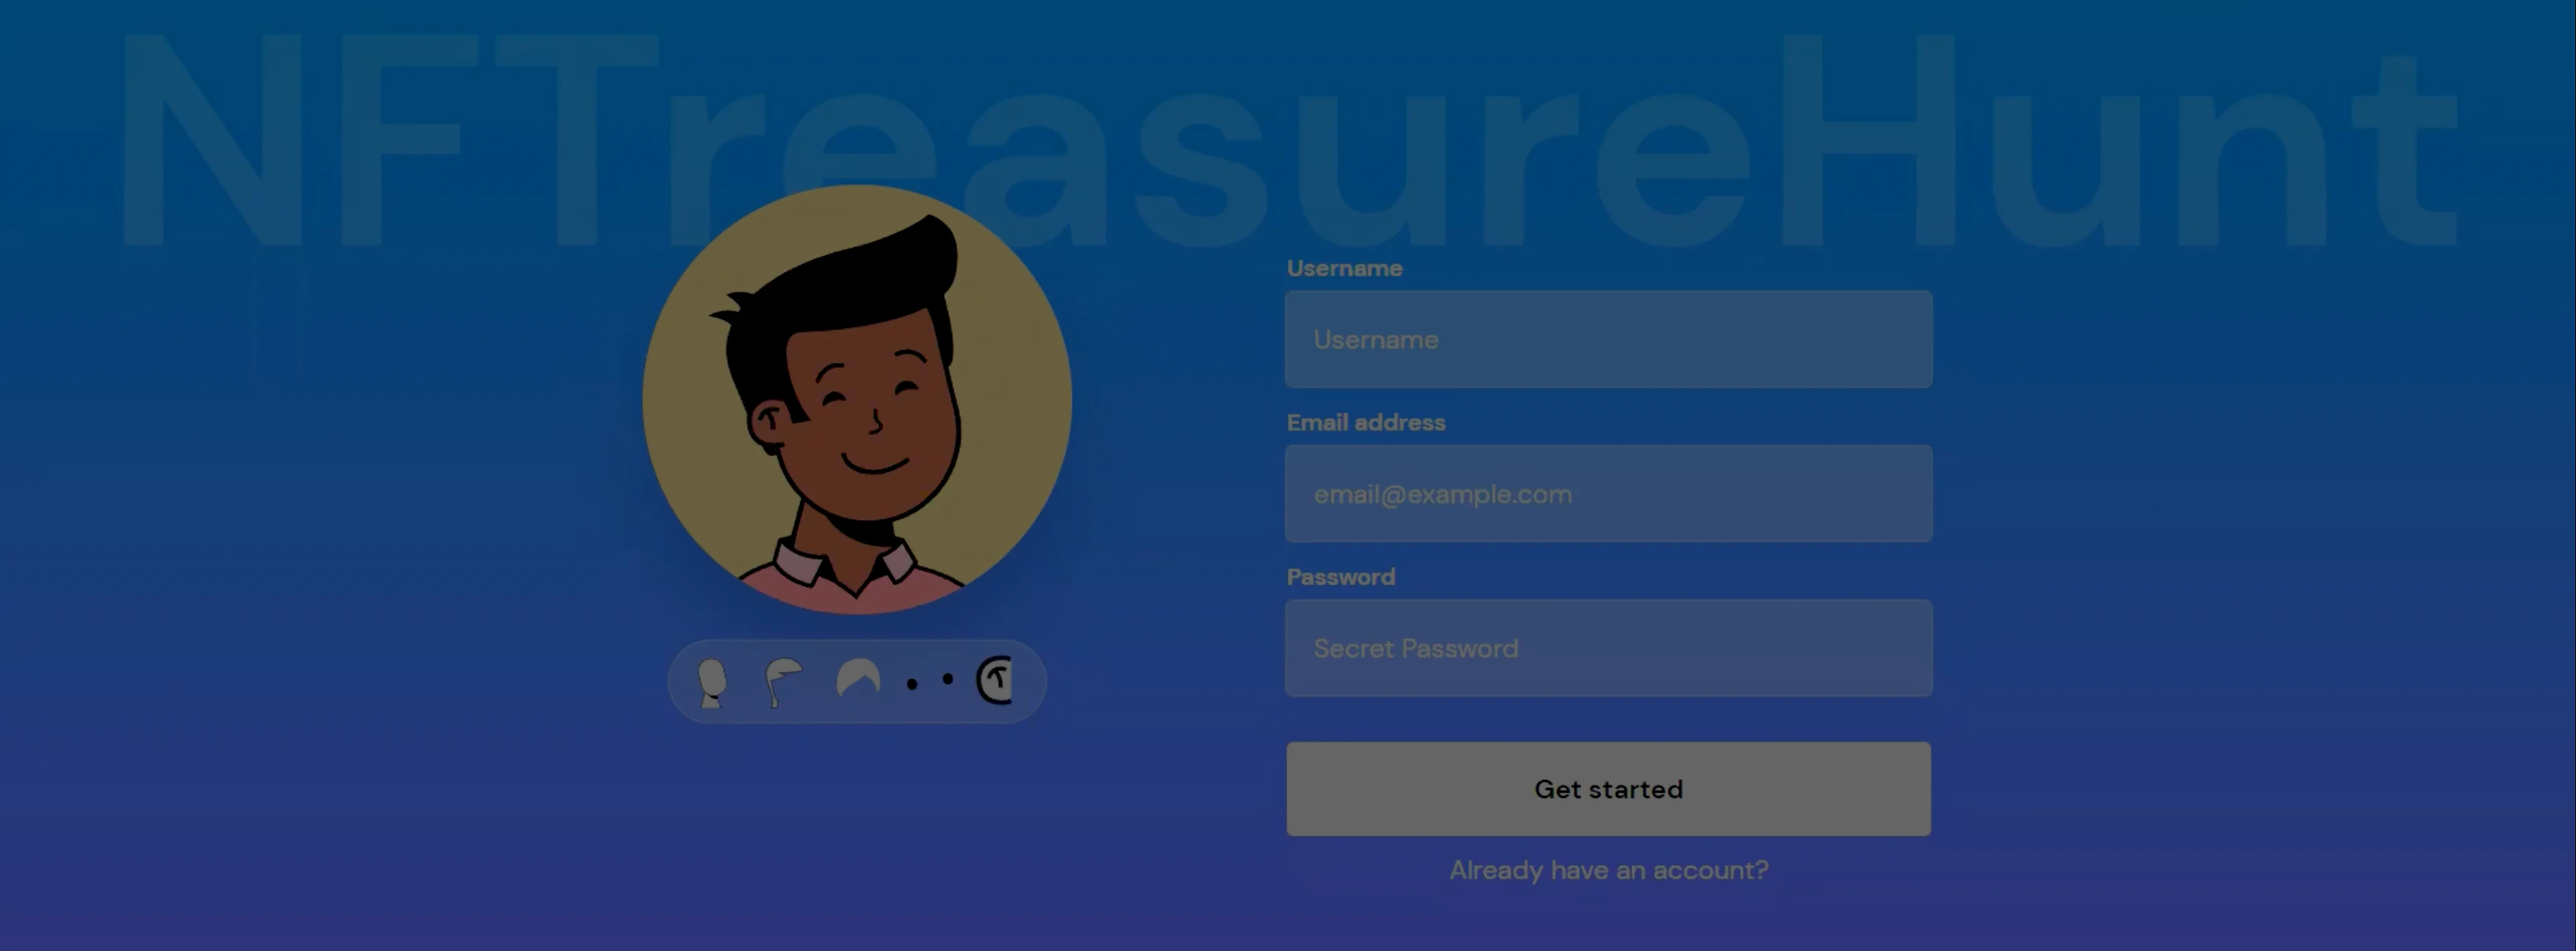 NFTreasureHunt
Username
Username
Email address
email@example.com
Password
Secret Password
Get started
Already have an account?